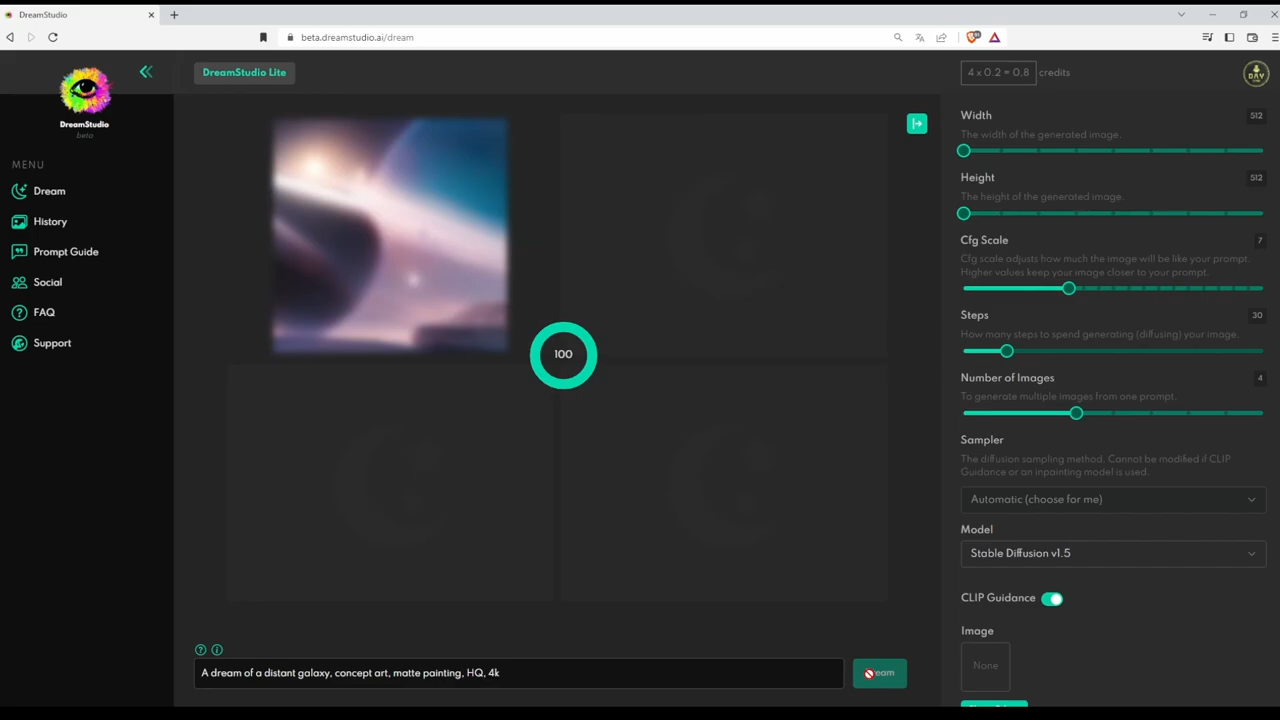 DreamStudio
beta.dreamstudio.ai/dream
DreamStudio
beta
MENU
Dream
History
Prompt Guide
Social
FAQ
Support
DreamStudio Lite
100
A dream of a distant galaxy, concept art, matte painting, HQ, 4k
4 x 0.2 = 0.8 credits
DAY
Width 512
The width of the generated image.
Height 512
The height of the generated image.
Cfg Scale 7
Cfg scale adjusts how much the image will be like your prompt.
Higher values keep your image closer to your prompt.
Steps 30
How many steps to spend generating (diffusing) your image.
Number of Images 4
To generate multiple images from one prompt.
Sampler
The diffusion sampling method. Cannot be modified if CLIP
Guidance or an inpainting model is used.
Automatic (choose for me)
Model
Stable Diffusion v1.5
CLIP Guidance
Image
None